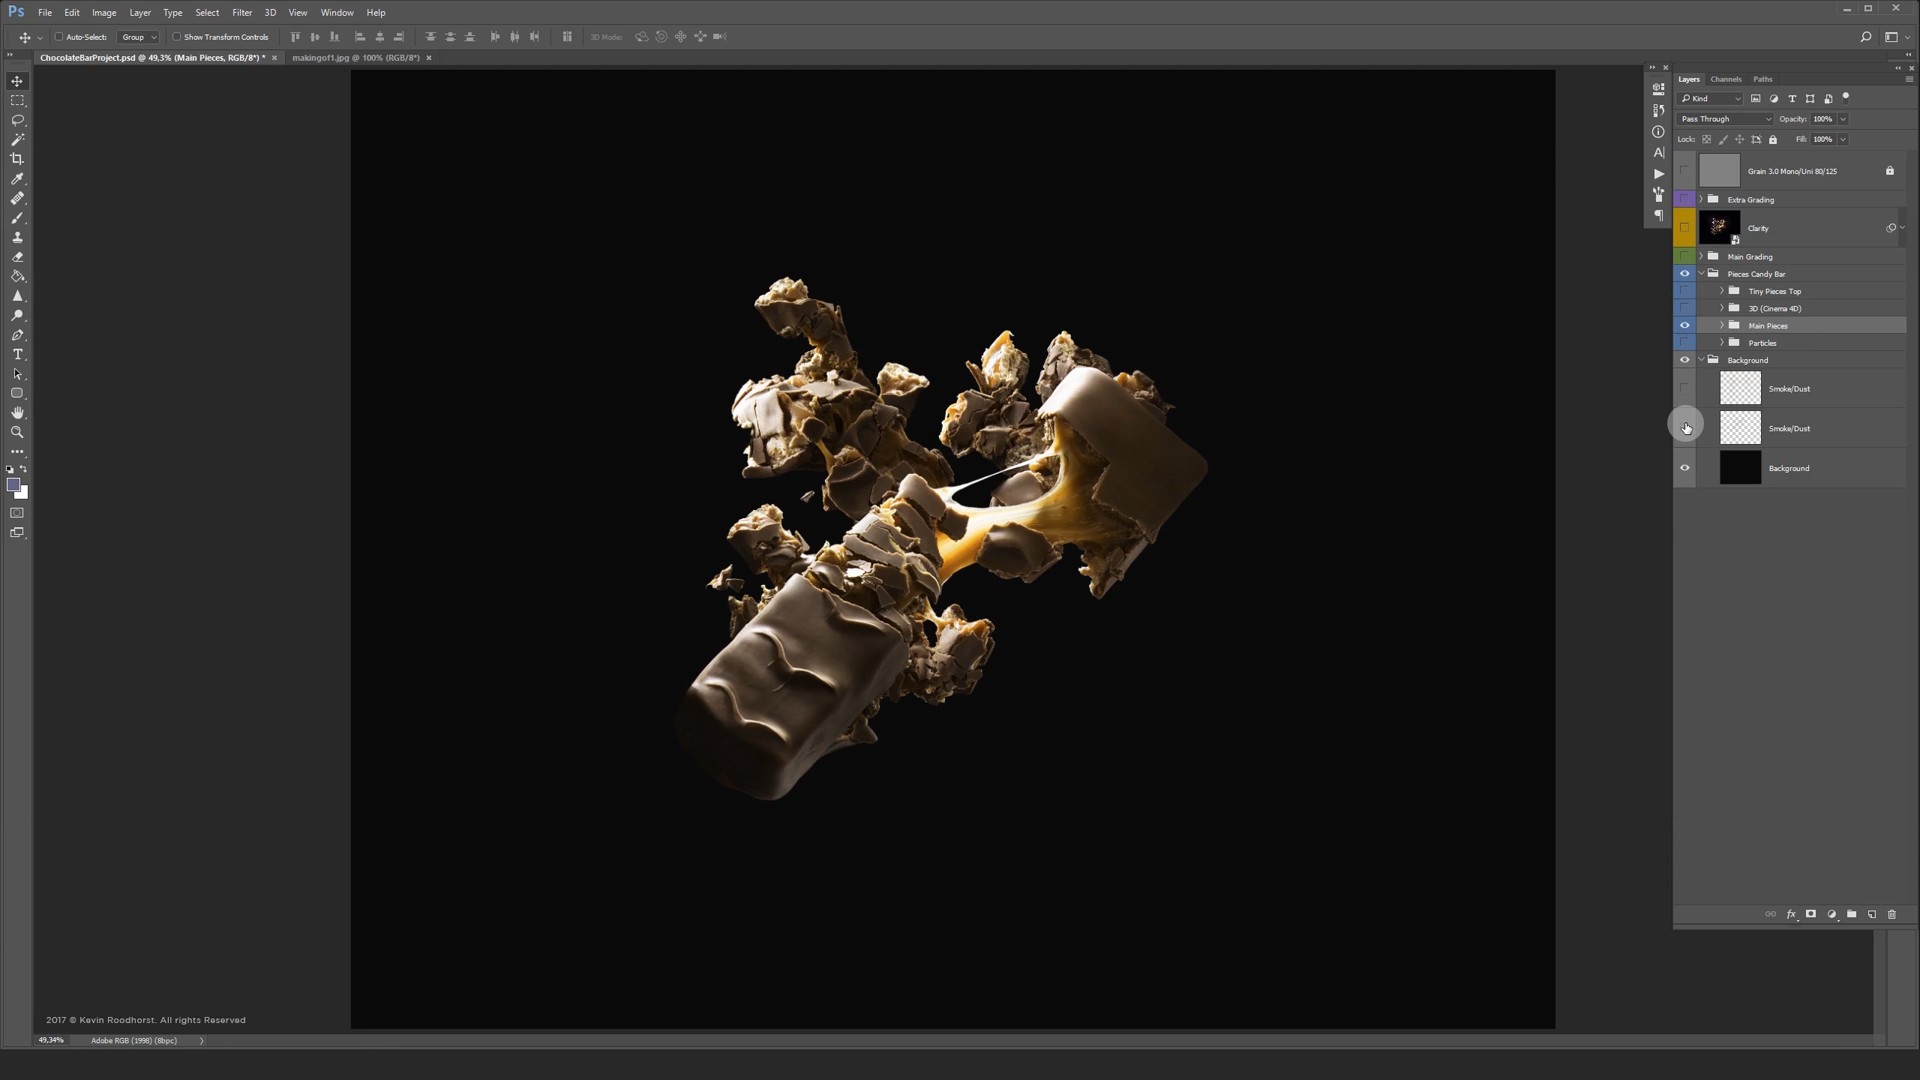 Ps File Edit Image Layer Type Select Filter 3D View Window Help
Auto-Select: Group Show Transform Controls 3D Mode:
ChocolateBarProject.psd @ 49,3% (Main Pieces, RGB/8*) * × makingof1.jpg @ 100% (RGB/8*) ×
Layers Channels Paths
Kind
Pass Through Opacity: 100%
Lock: Fill: 100%
Grain 3.0 Mono/Uni 80/125
Extra Grading
Clarity
Main Grading
Pieces Candy Bar
Tiny Pieces Top
3D (Cinema 4D)
Main Pieces
Particles
Background
Smoke/Dust
Smoke/Dust
Background
fx
2017 © Kevin Roodhorst. All rights Reserved
49,34% Adobe RGB (1998) (8bpc)